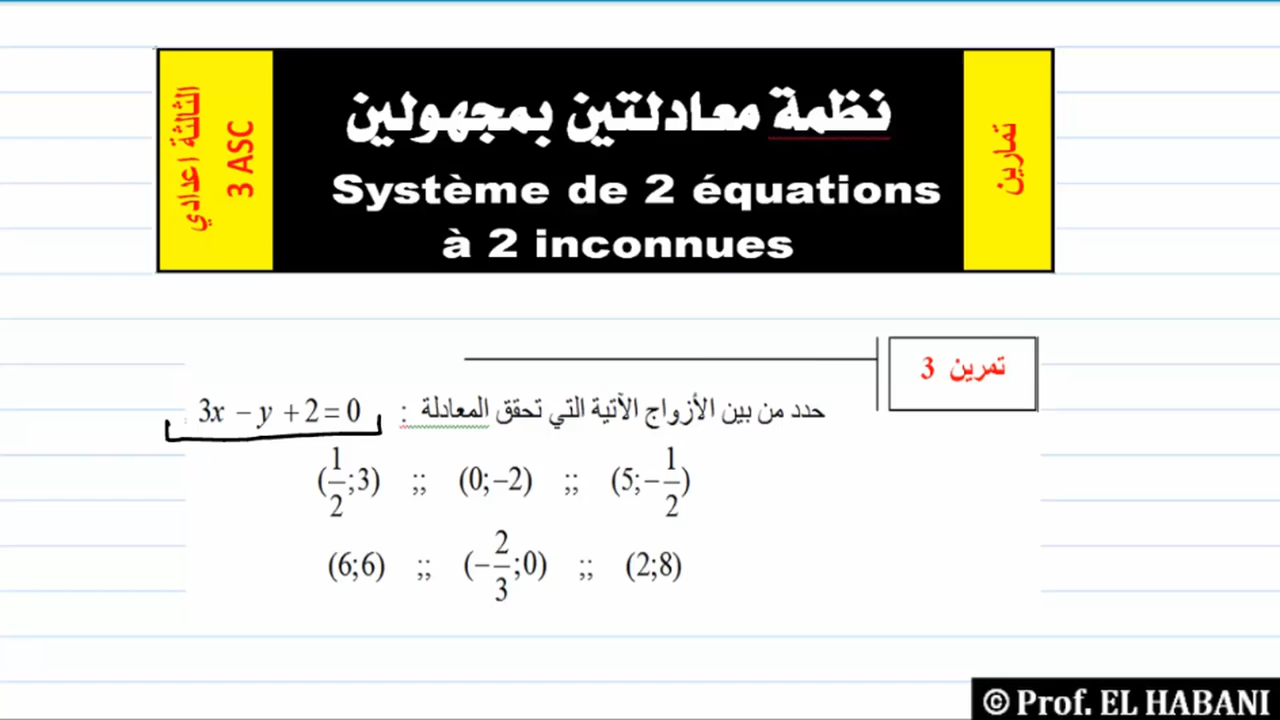 الثالثة اعدادي
3 ASC
نظمة معادلتين بمجهولين
Système de 2 équations
à 2 inconnues
تمارين
تمرين 3
حدد من بين الأزواج الآتية التي تحقق المعادلة : 3x − y + 2 = 0
(1/2;3) ;; (0;−2) ;; (5;−1/2)
(6;6) ;; (−2/3;0) ;; (2;8)
© Prof. EL HABANI